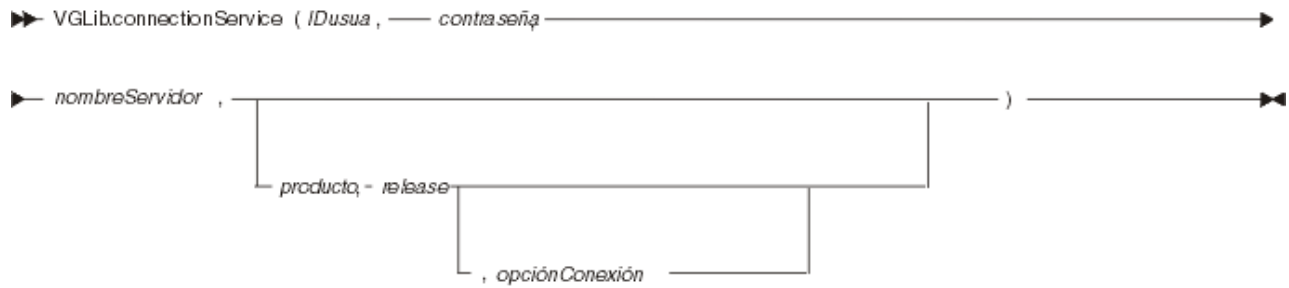 VGLib.connectionService ( IDusua , contraseña,
nombreServidor , )
producto, release
, opciónConexión